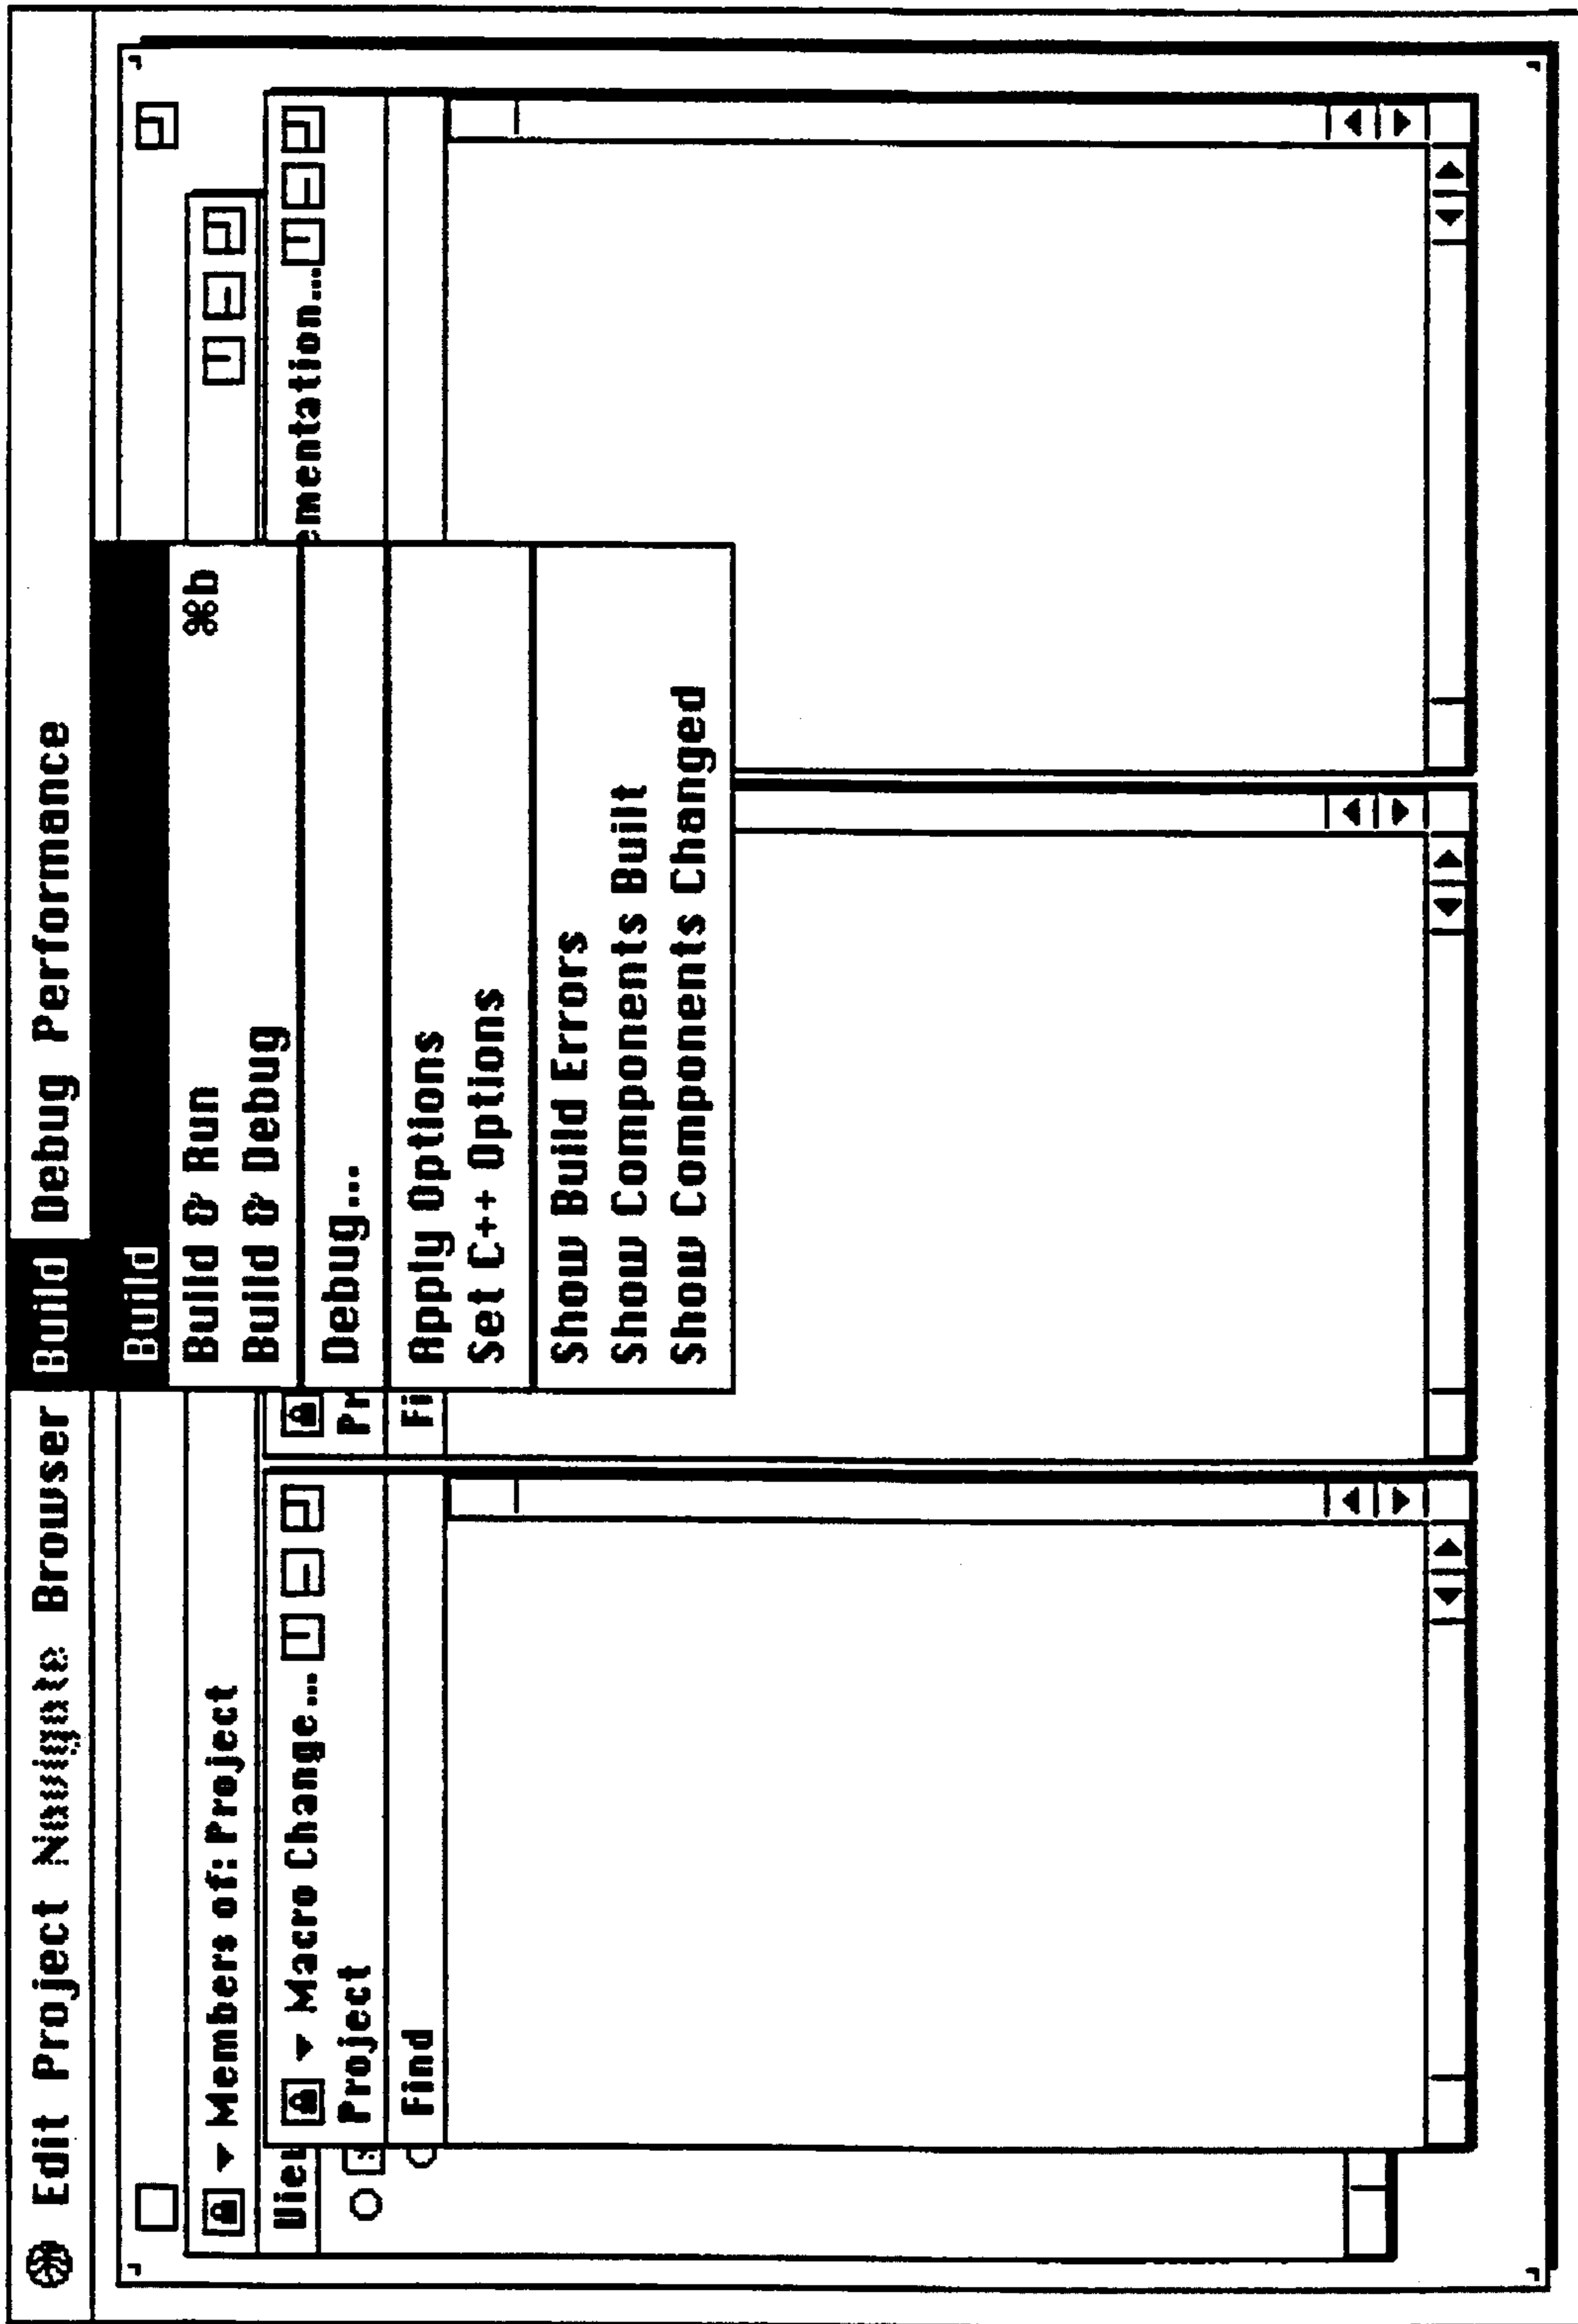 Edit Project Navigate Browser Build Debug Performance
Build
Build & Run ⌘b
Build & Debug
Debug...
Apply Options
Set C++ Options
Show Build Errors
Show Components Built
Show Components Changed
Members of: Project
Macro Change...
Project
Find